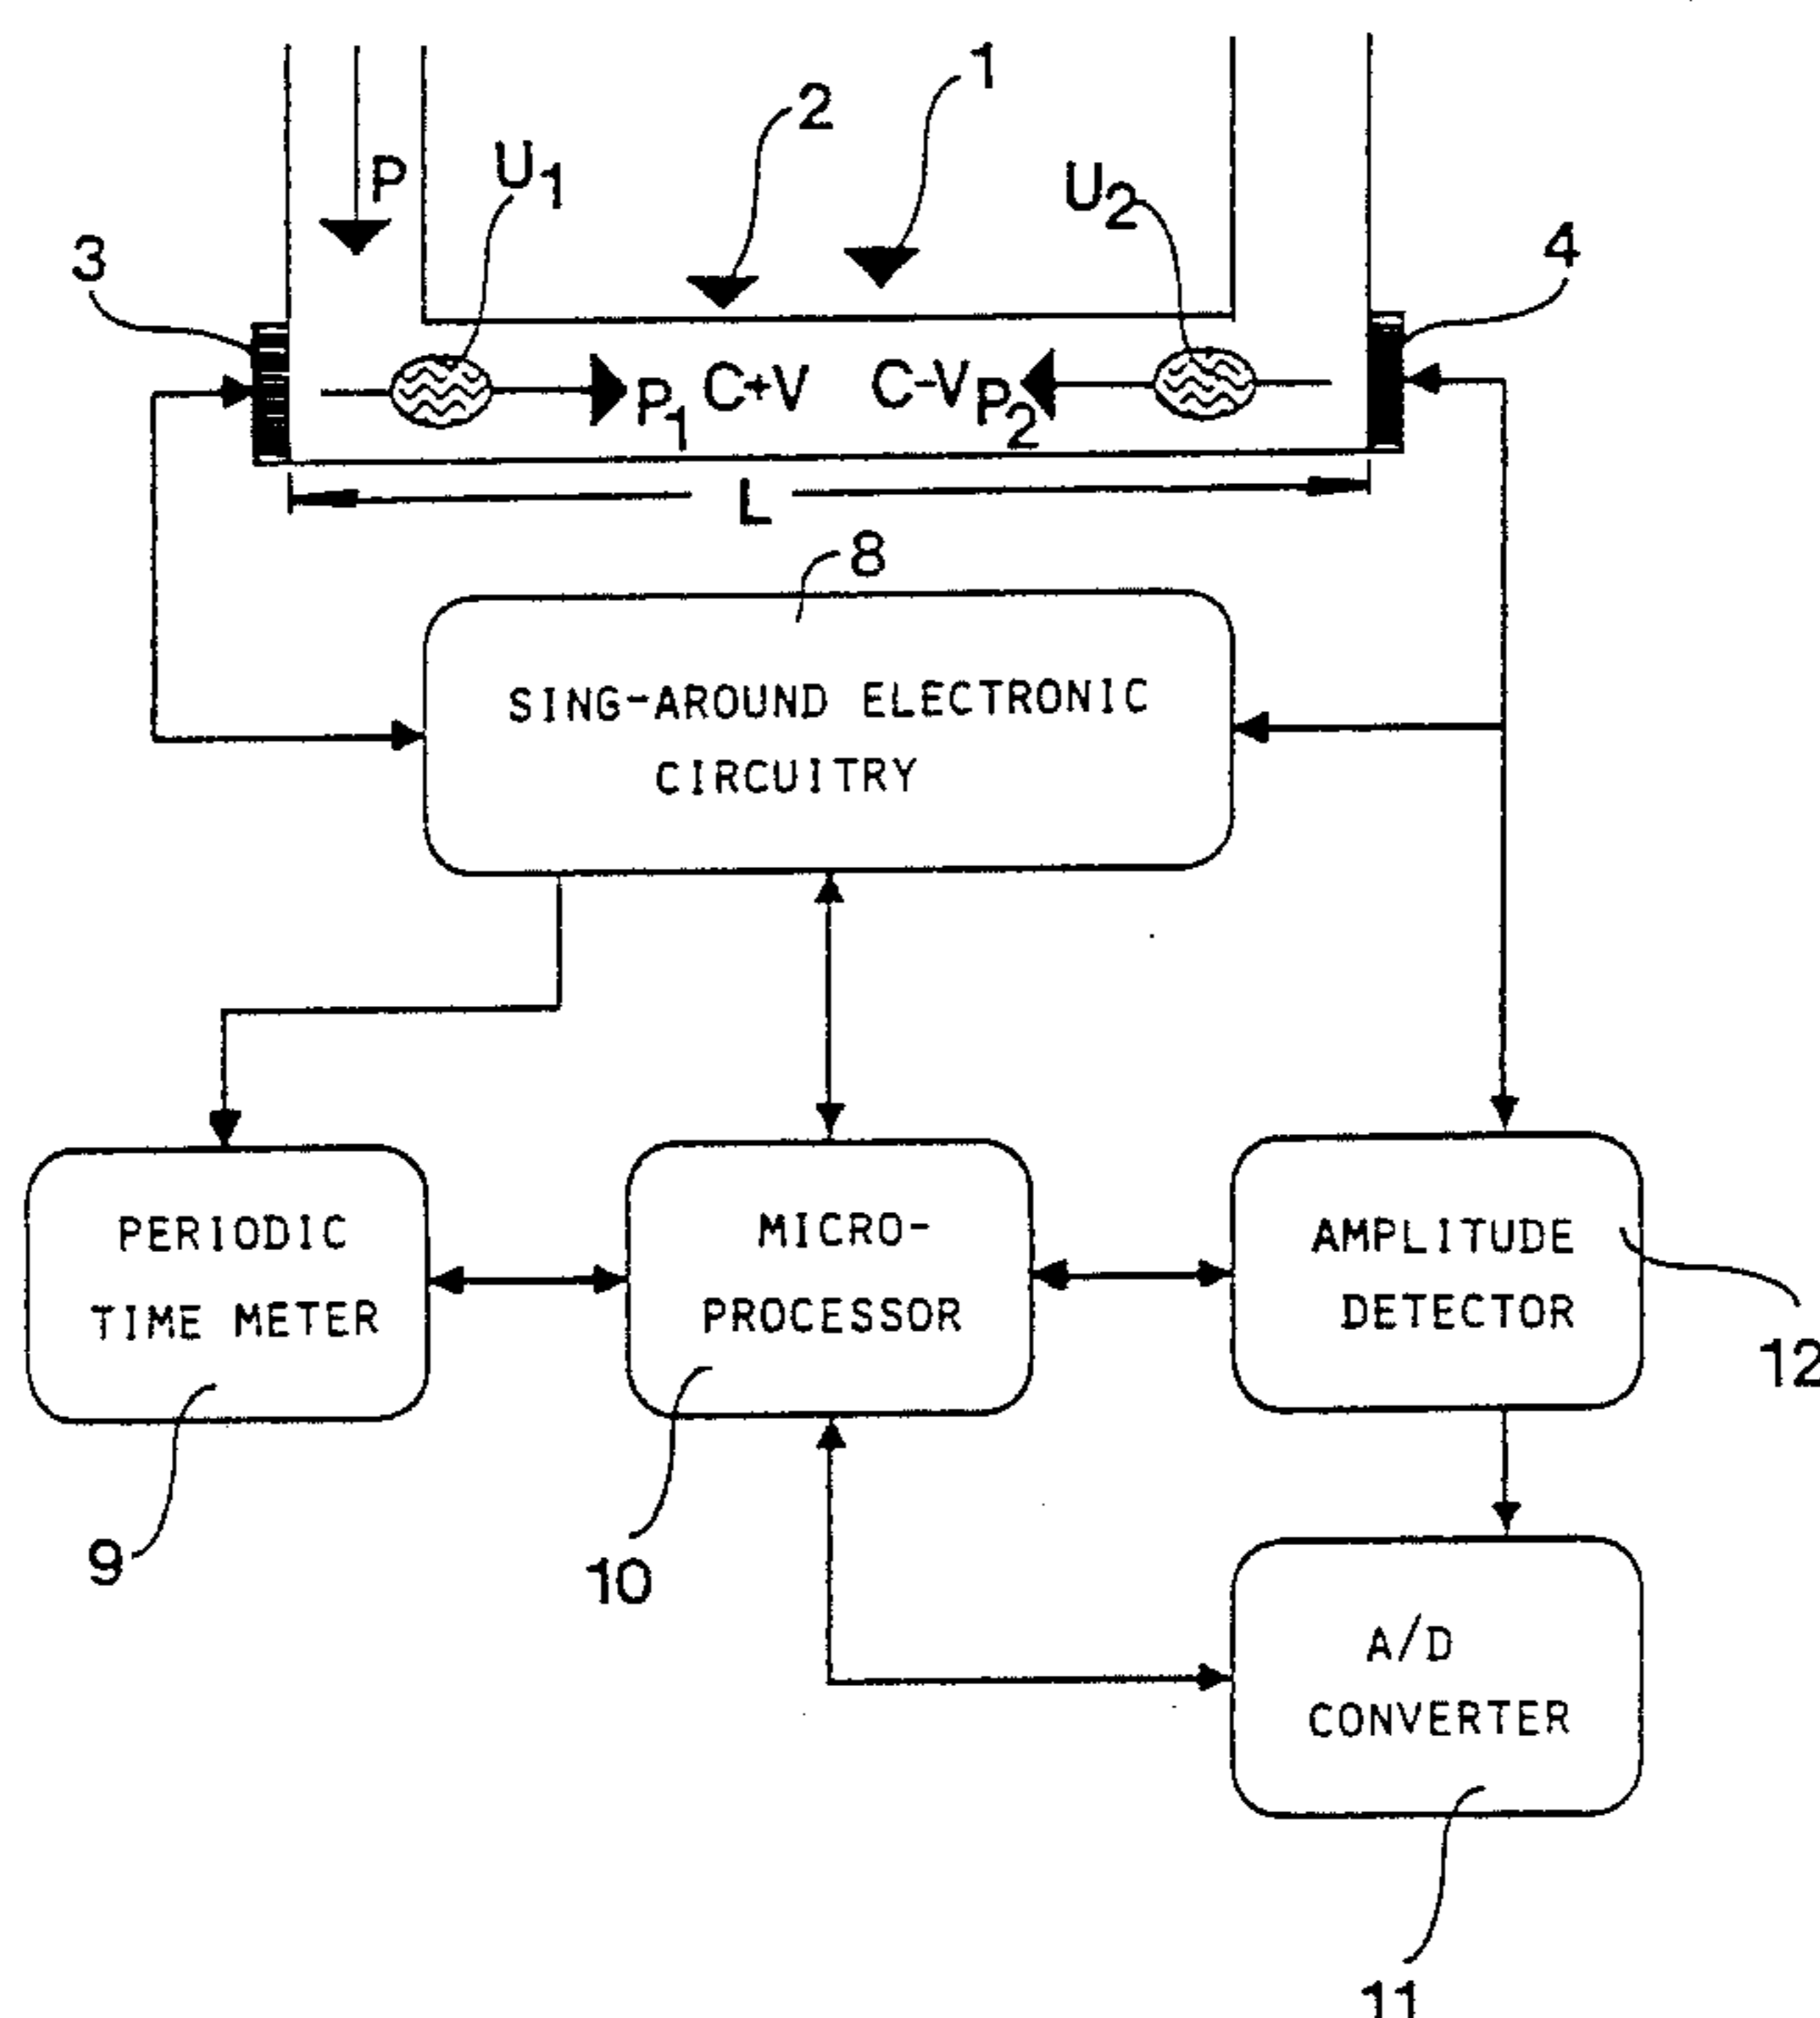 1
2
P
U1
U2
3
4
P1 C+V C-V P2
L
8
SING-AROUND ELECTRONIC
CIRCUITRY
PERIODIC
TIME METER
MICRO-
PROCESSOR
AMPLITUDE
DETECTOR
12
9
10
A/D
CONVERTER
11